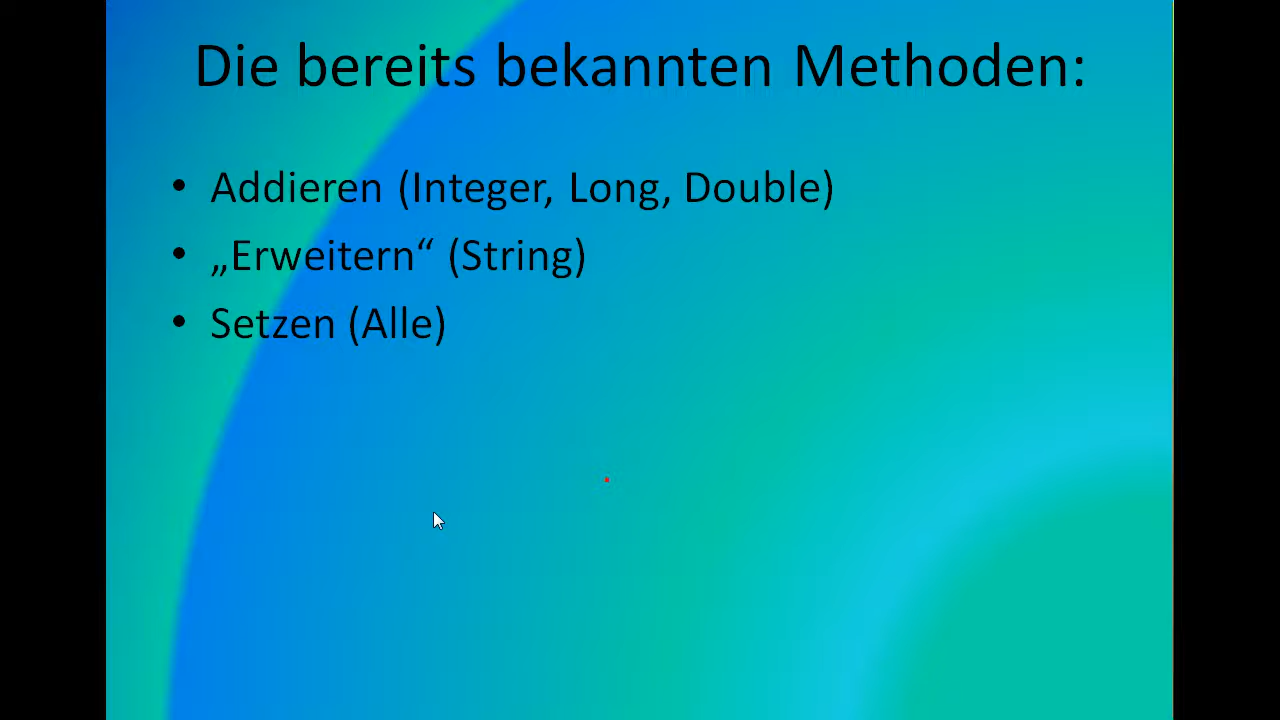 Die bereits bekannten Methoden:
• Addieren (Integer, Long, Double)
• „Erweitern“ (String)
• Setzen (Alle)